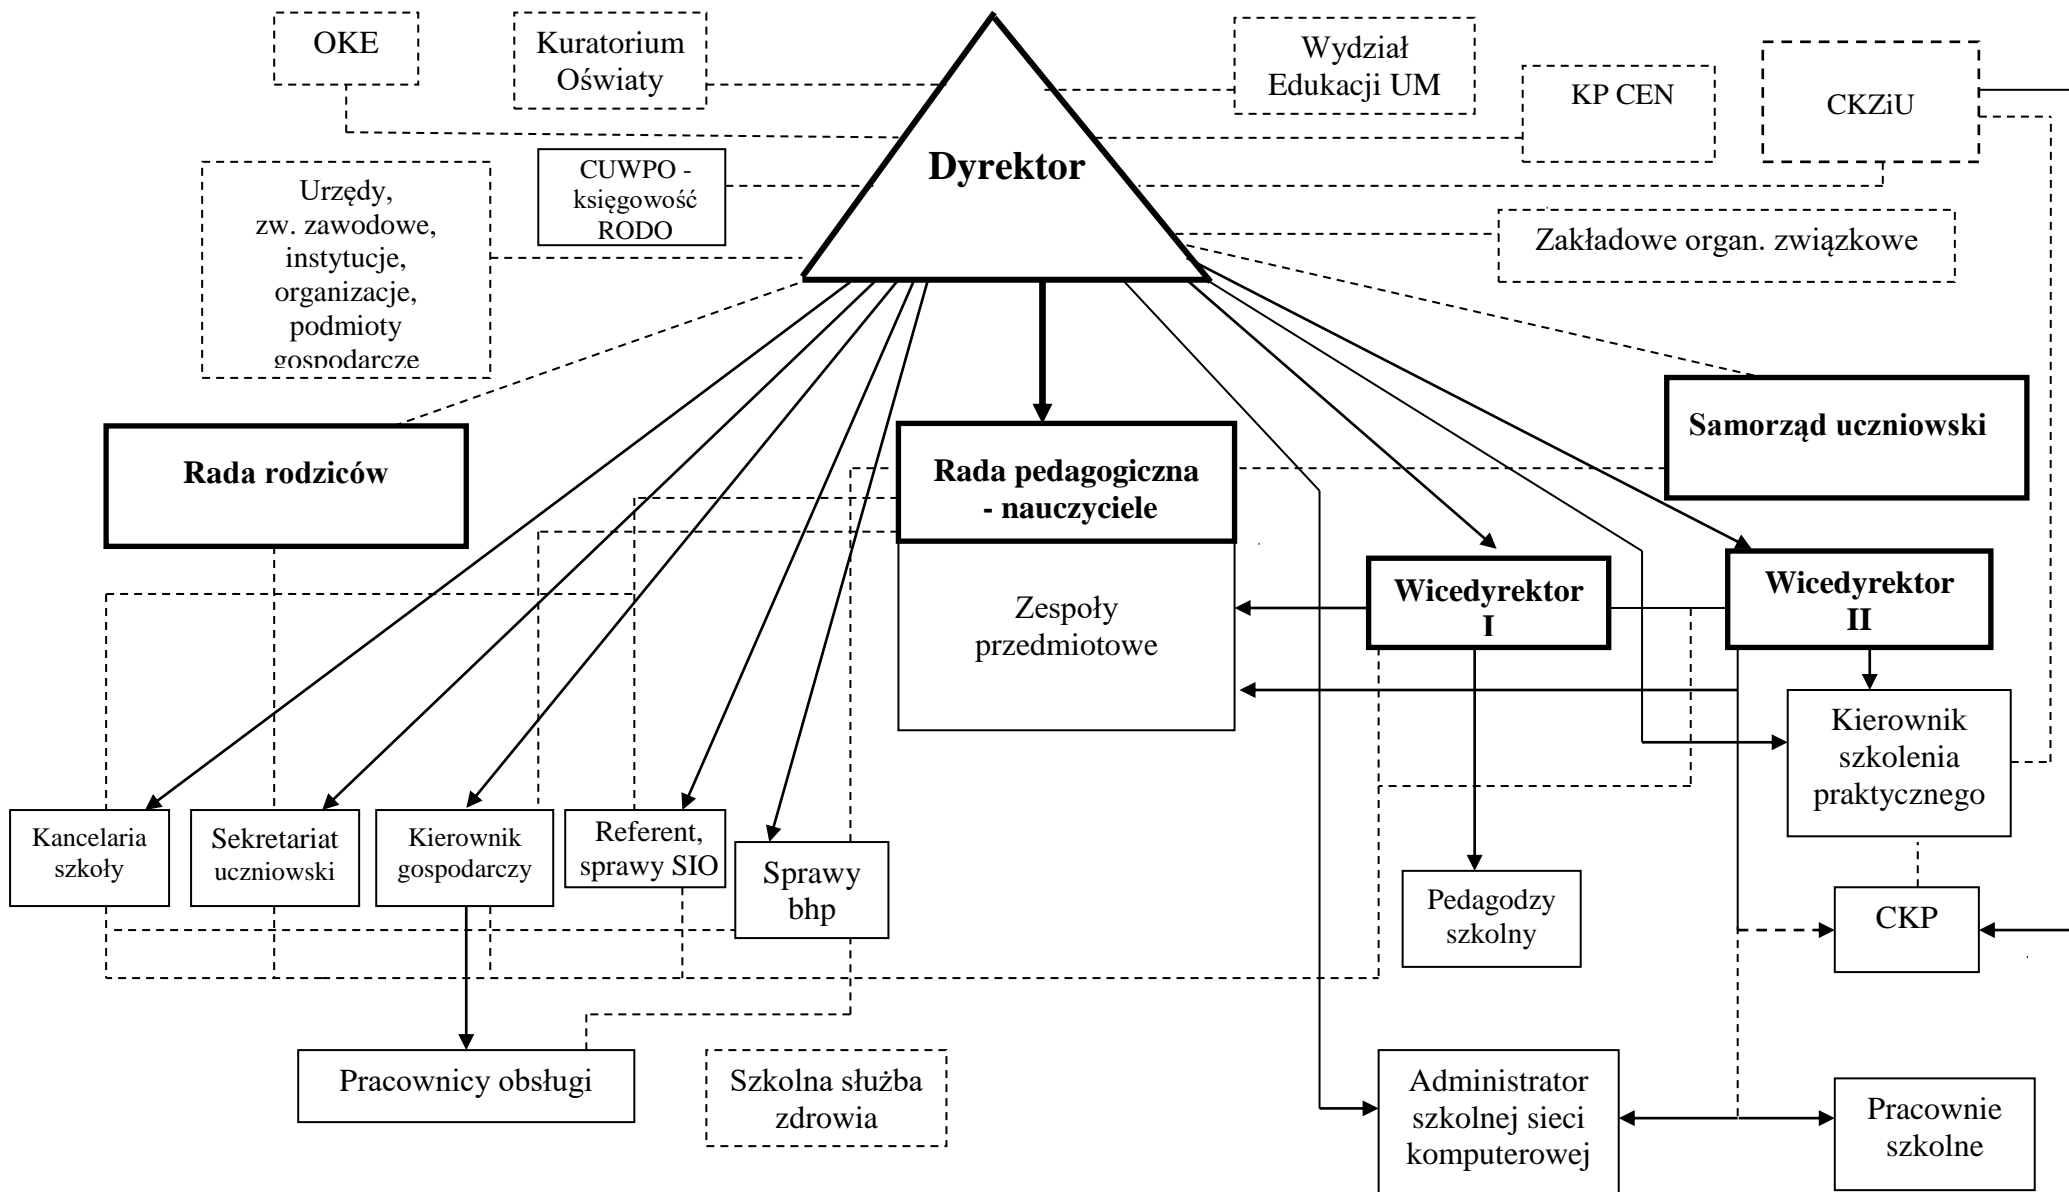 OKE
Kuratorium
Oświaty
Wydział
Edukacji UM
KP CEN
CKZiU
Dyrektor
CUWPO -
księgowość
RODO
Urzędy,
zw. zawodowe,
instytucje,
organizacje,
podmioty
gospodarcze
Zakładowe organ. związkowe
Rada rodziców
Rada pedagogiczna
- nauczyciele
Samorząd uczniowski
Zespoły
przedmiotowe
Wicedyrektor
I
Wicedyrektor
II
Kierownik
szkolenia
praktycznego
Kancelaria
szkoły
Sekretariat
uczniowski
Kierownik
gospodarczy
Referent,
sprawy SIO
Sprawy
bhp
Pedagodzy
szkolny
CKP
Pracownicy obsługi
Szkolna służba
zdrowia
Administrator
szkolnej sieci
komputerowej
Pracownie
szkolne